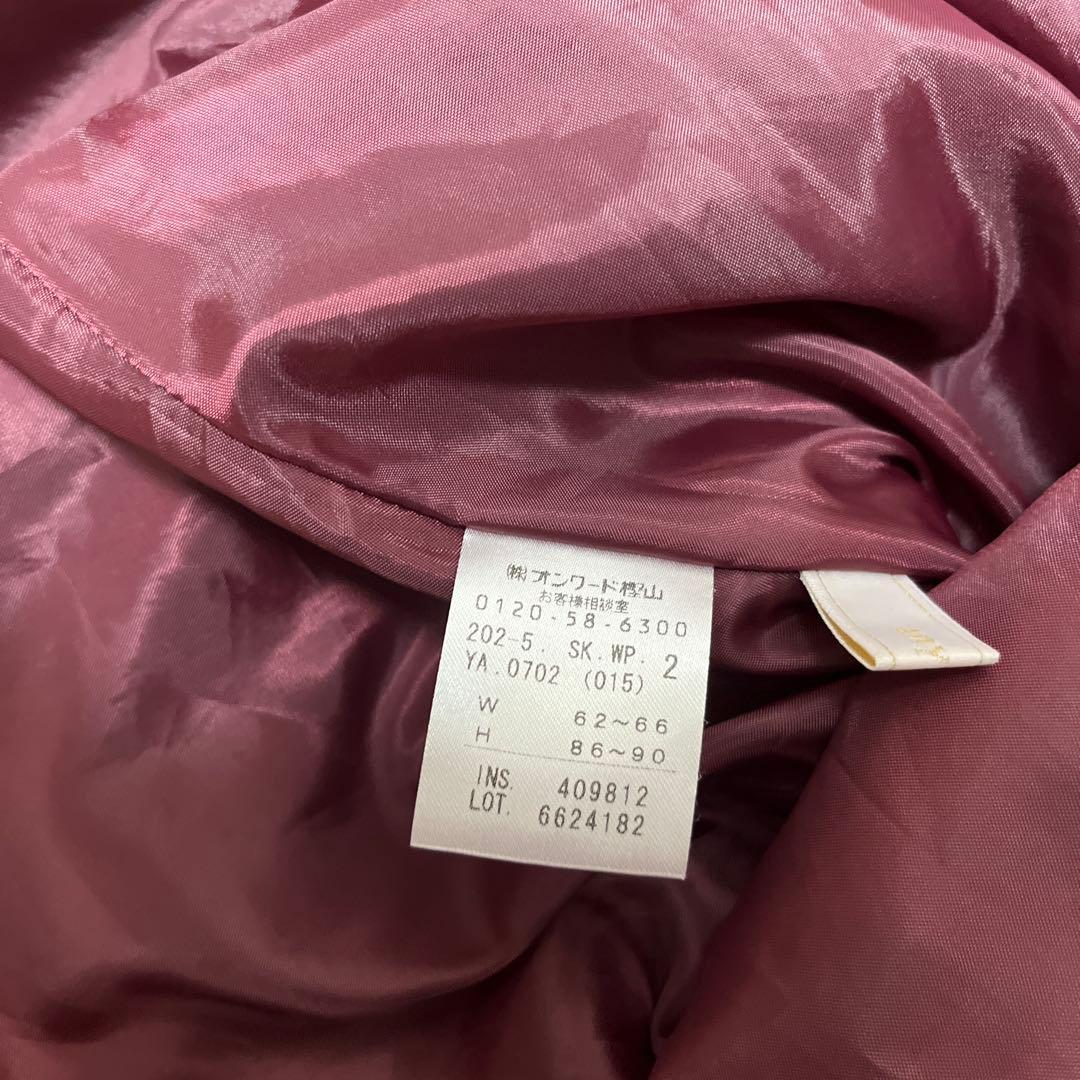 ㈱オンワード樫山
お客様相談室
0120-58-6300
202-5. SK.WP. 2
YA.0702 (015)
W 62～66
H 86～90
INS. 409812
LOT. 6624182